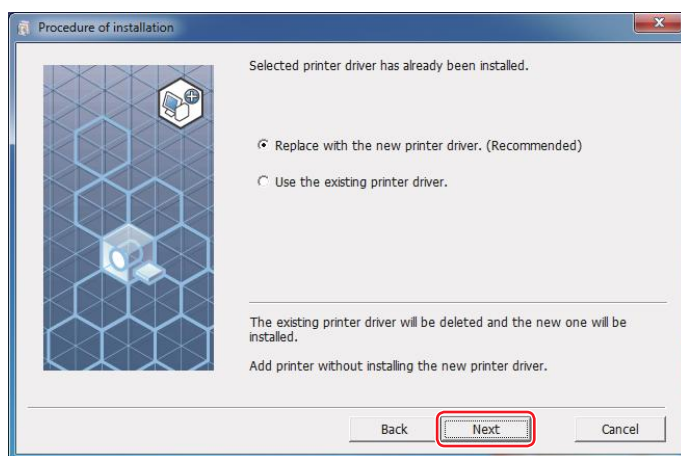 Procedure of installation
Selected printer driver has already been installed.
Replace with the new printer driver. (Recommended)
Use the existing printer driver.
The existing printer driver will be deleted and the new one will be
installed.
Add printer without installing the new printer driver.
Back
Next
Cancel